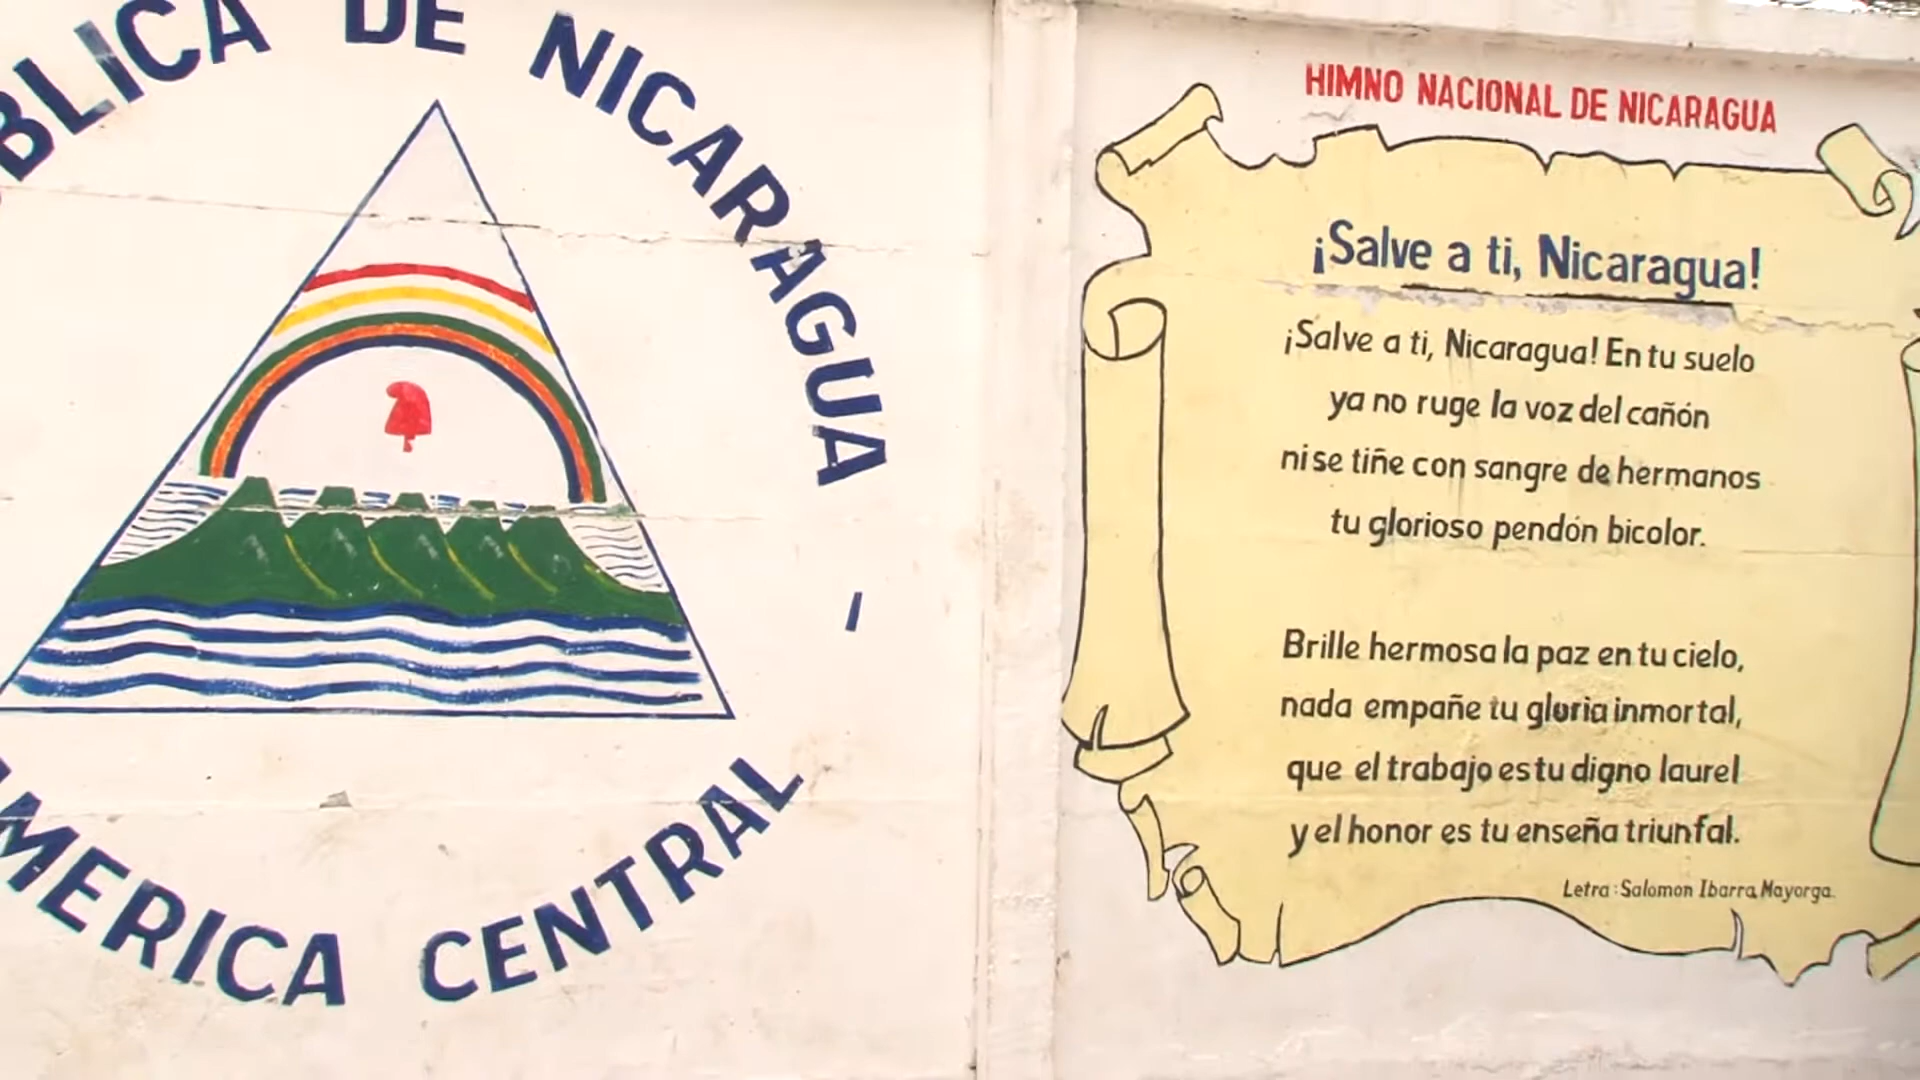 BLICA DE NICARAGUA -
MERICA CENTRAL
HIMNO NACIONAL DE NICARAGUA
¡Salve a ti, Nicaragua!
¡Salve a ti, Nicaragua! En tu suelo
ya no ruge la voz del cañón
ni se tiñe con sangre de hermanos
tu glorioso pendón bicolor.
Brille hermosa la paz en tu cielo,
nada empañe tu gloria inmortal,
que el trabajo es tu digno laurel
y el honor es tu enseña triunfal.
Letra: Salomon Ibarra Mayorga.